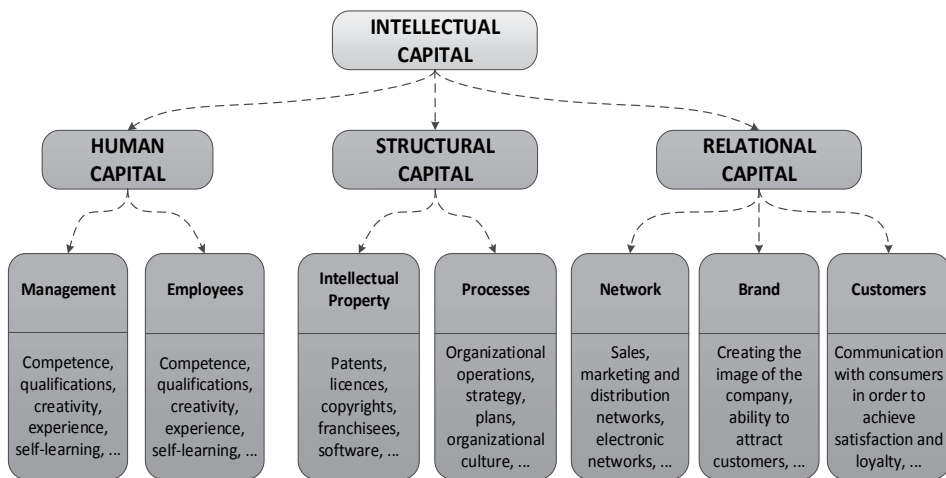 INTELLECTUAL
CAPITAL
HUMAN
CAPITAL
STRUCTURAL
CAPITAL
RELATIONAL
CAPITAL
Management
Competence,
qualifications,
creativity,
experience,
self-learning, ...
Employees
Competence,
qualifications,
creativity,
experience,
self-learning, ...
Intellectual
Property
Patents,
licences,
copyrights,
franchisees,
software, ...
Processes
Organizational
operations,
strategy,
plans,
organizational
culture, ...
Network
Sales,
marketing and
distribution
networks,
electronic
networks, ...
Brand
Creating the
image of the
company,
ability to
attract
customers, ...
Customers
Communication
with consumers
in order to
achieve
satisfaction and
loyalty, ...